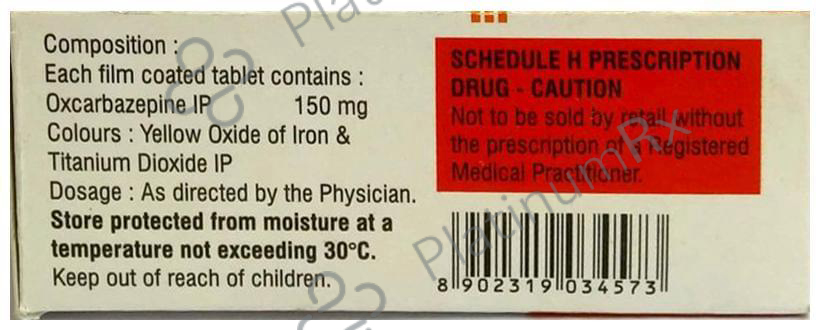 Composition :
Each film coated tablet contains :
Oxcarbazepine IP 150 mg
Colours : Yellow Oxide of Iron &
Titanium Dioxide IP
Dosage : As directed by the Physician.
Store protected from moisture at a
temperature not exceeding 30°C.
Keep out of reach of children.
SCHEDULE H PRESCRIPTION
DRUG - CAUTION
Not to be sold by retail without
the prescription of a Registered
Medical Practitioner.
8 902319 034573
PlatinumRx